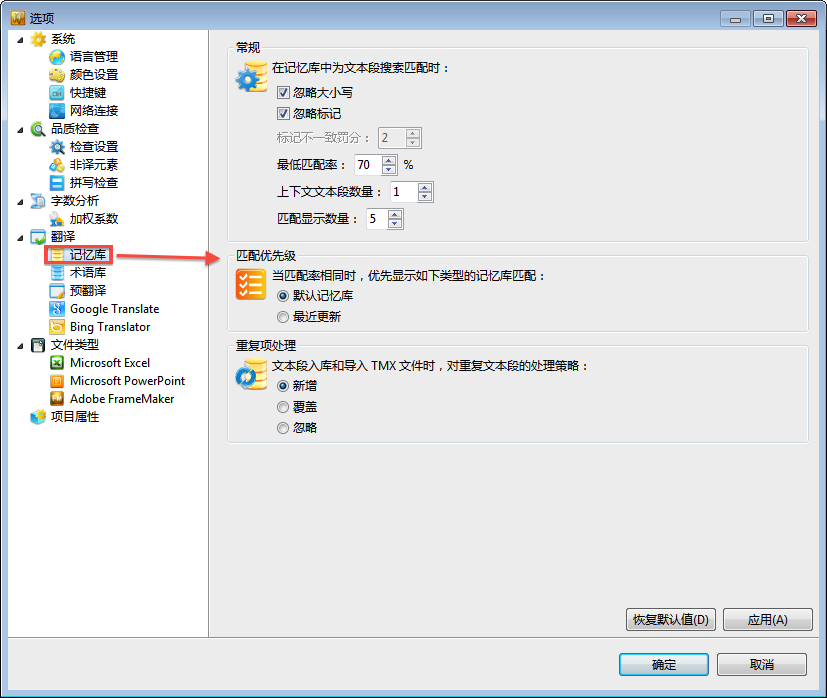 选项
系统
语言管理
颜色设置
快捷键
网络连接
品质检查
检查设置
非译元素
拼写检查
字数分析
加权系数
翻译
记忆库
术语库
预翻译
Google Translate
Bing Translator
文件类型
Microsoft Excel
Microsoft PowerPoint
Adobe FrameMaker
项目属性
常规
在记忆库中为文本段搜索匹配时：
忽略大小写
忽略标记
标记不一致罚分： 2
最低匹配率： 70 %
上下文文本段数量： 1
匹配显示数量： 5
匹配优先级
当匹配率相同时，优先显示如下类型的记忆库匹配：
默认记忆库
最近更新
重复项处理
文本段入库和导入 TMX 文件时，对重复文本段的处理策略：
新增
覆盖
忽略
恢复默认值(D) 应用(A)
确定 取消